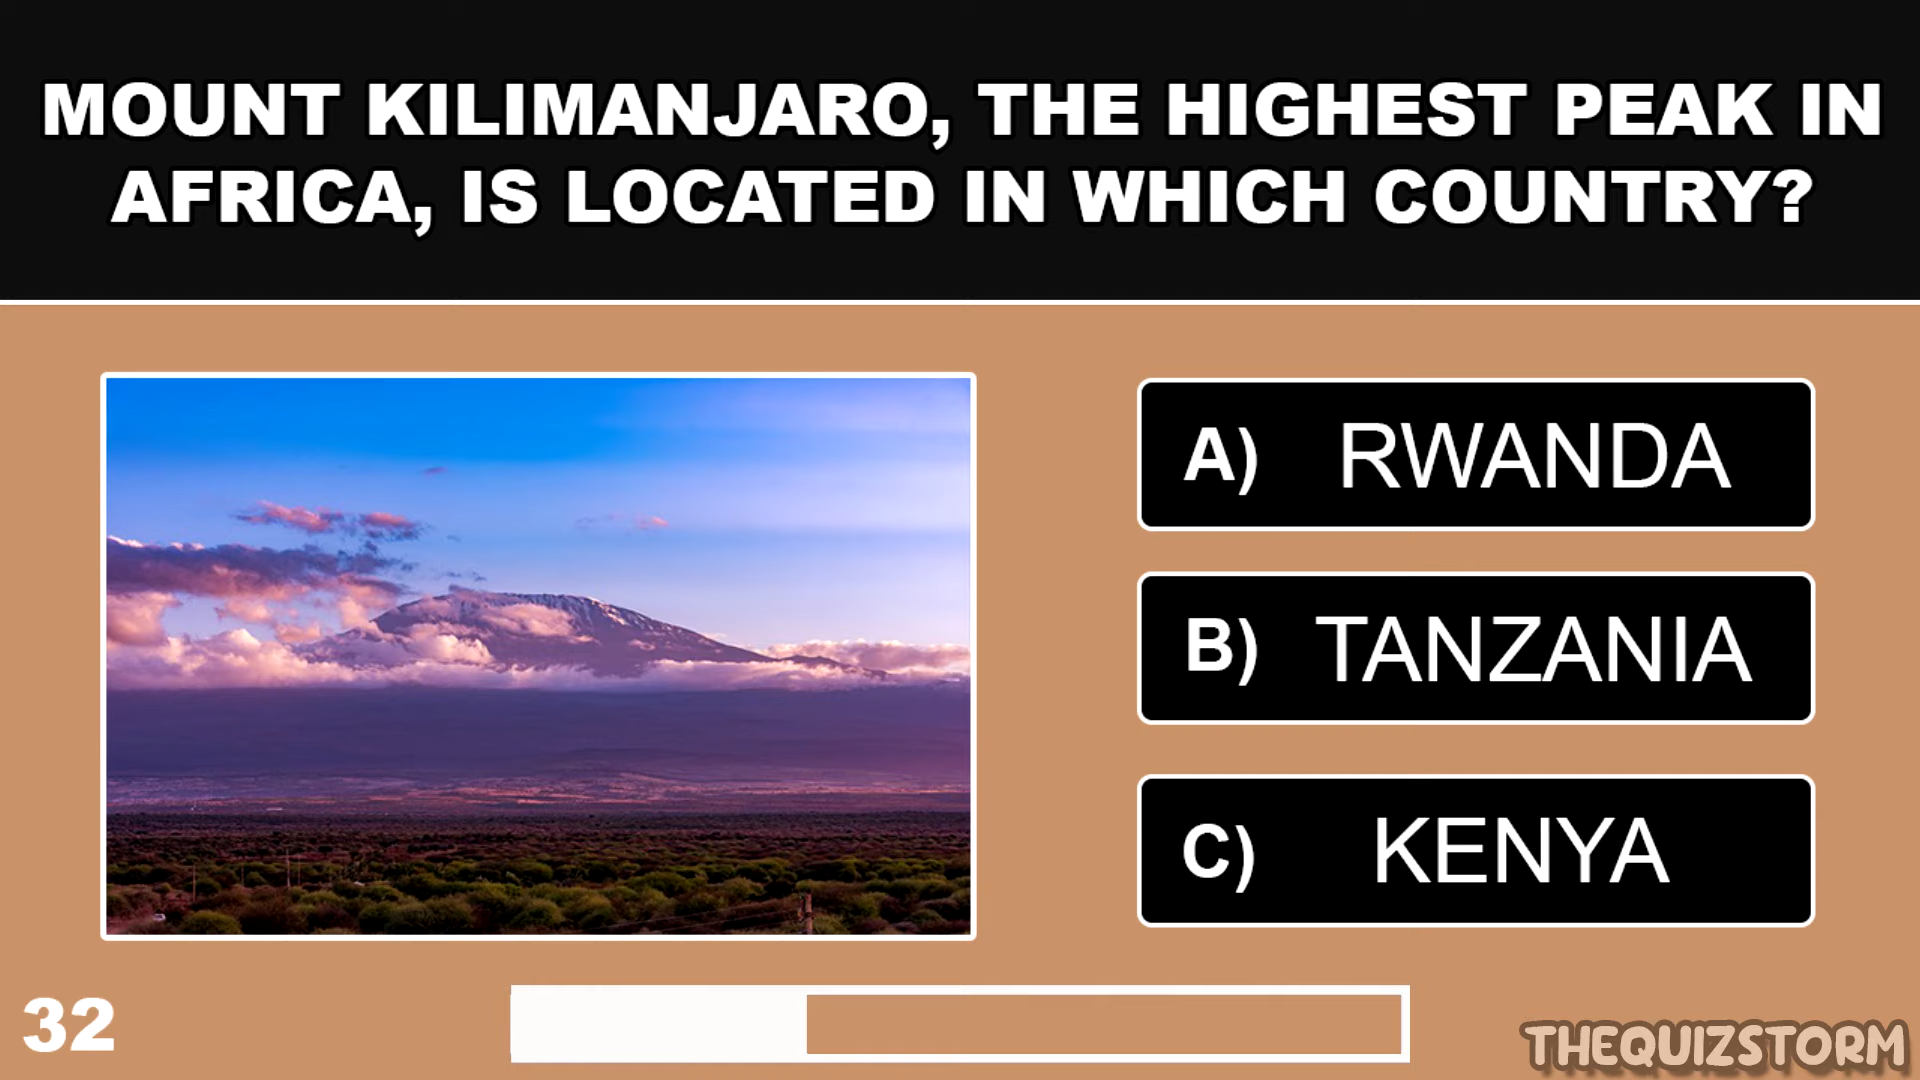 MOUNT KILIMANJARO, THE HIGHEST PEAK IN
AFRICA, IS LOCATED IN WHICH COUNTRY?
A) RWANDA
B) TANZANIA
C) KENYA
32
THEQUIZSTORM